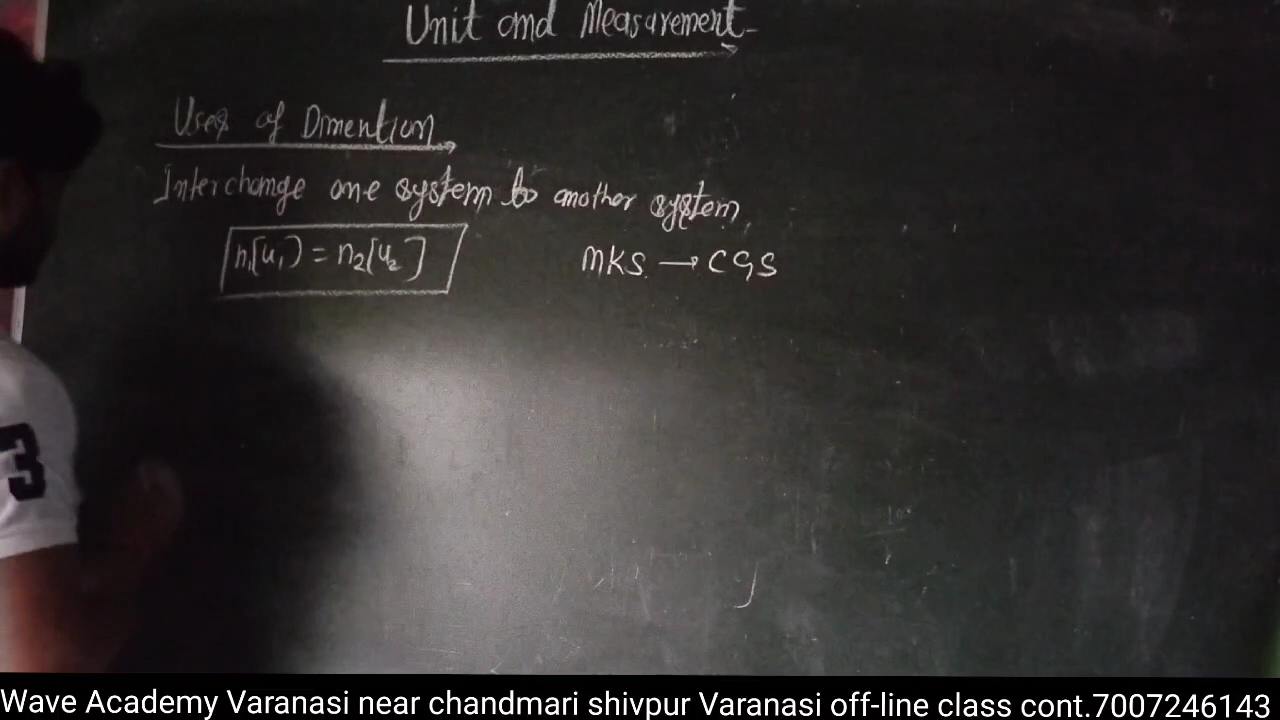 Unit and Measurement
Uses of Dimention
Interchange one system to another system,
n₁[u₁) = n₂[u₂]
MKS. → CGS
3
Wave Academy Varanasi near chandmari shivpur Varanasi off-line class cont.7007246143